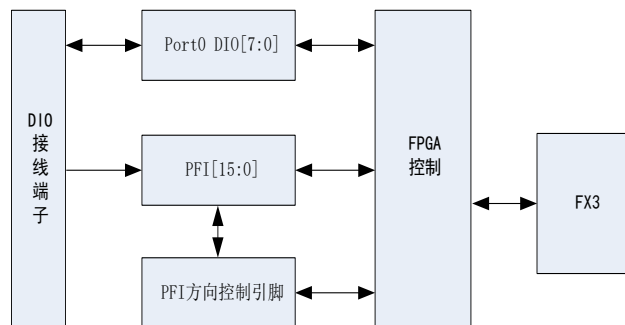 DIO
接
线
端
子
Port0 DIO[7:0]
PFI[15:0]
PFI方向控制引脚
FPGA
控制
FX3